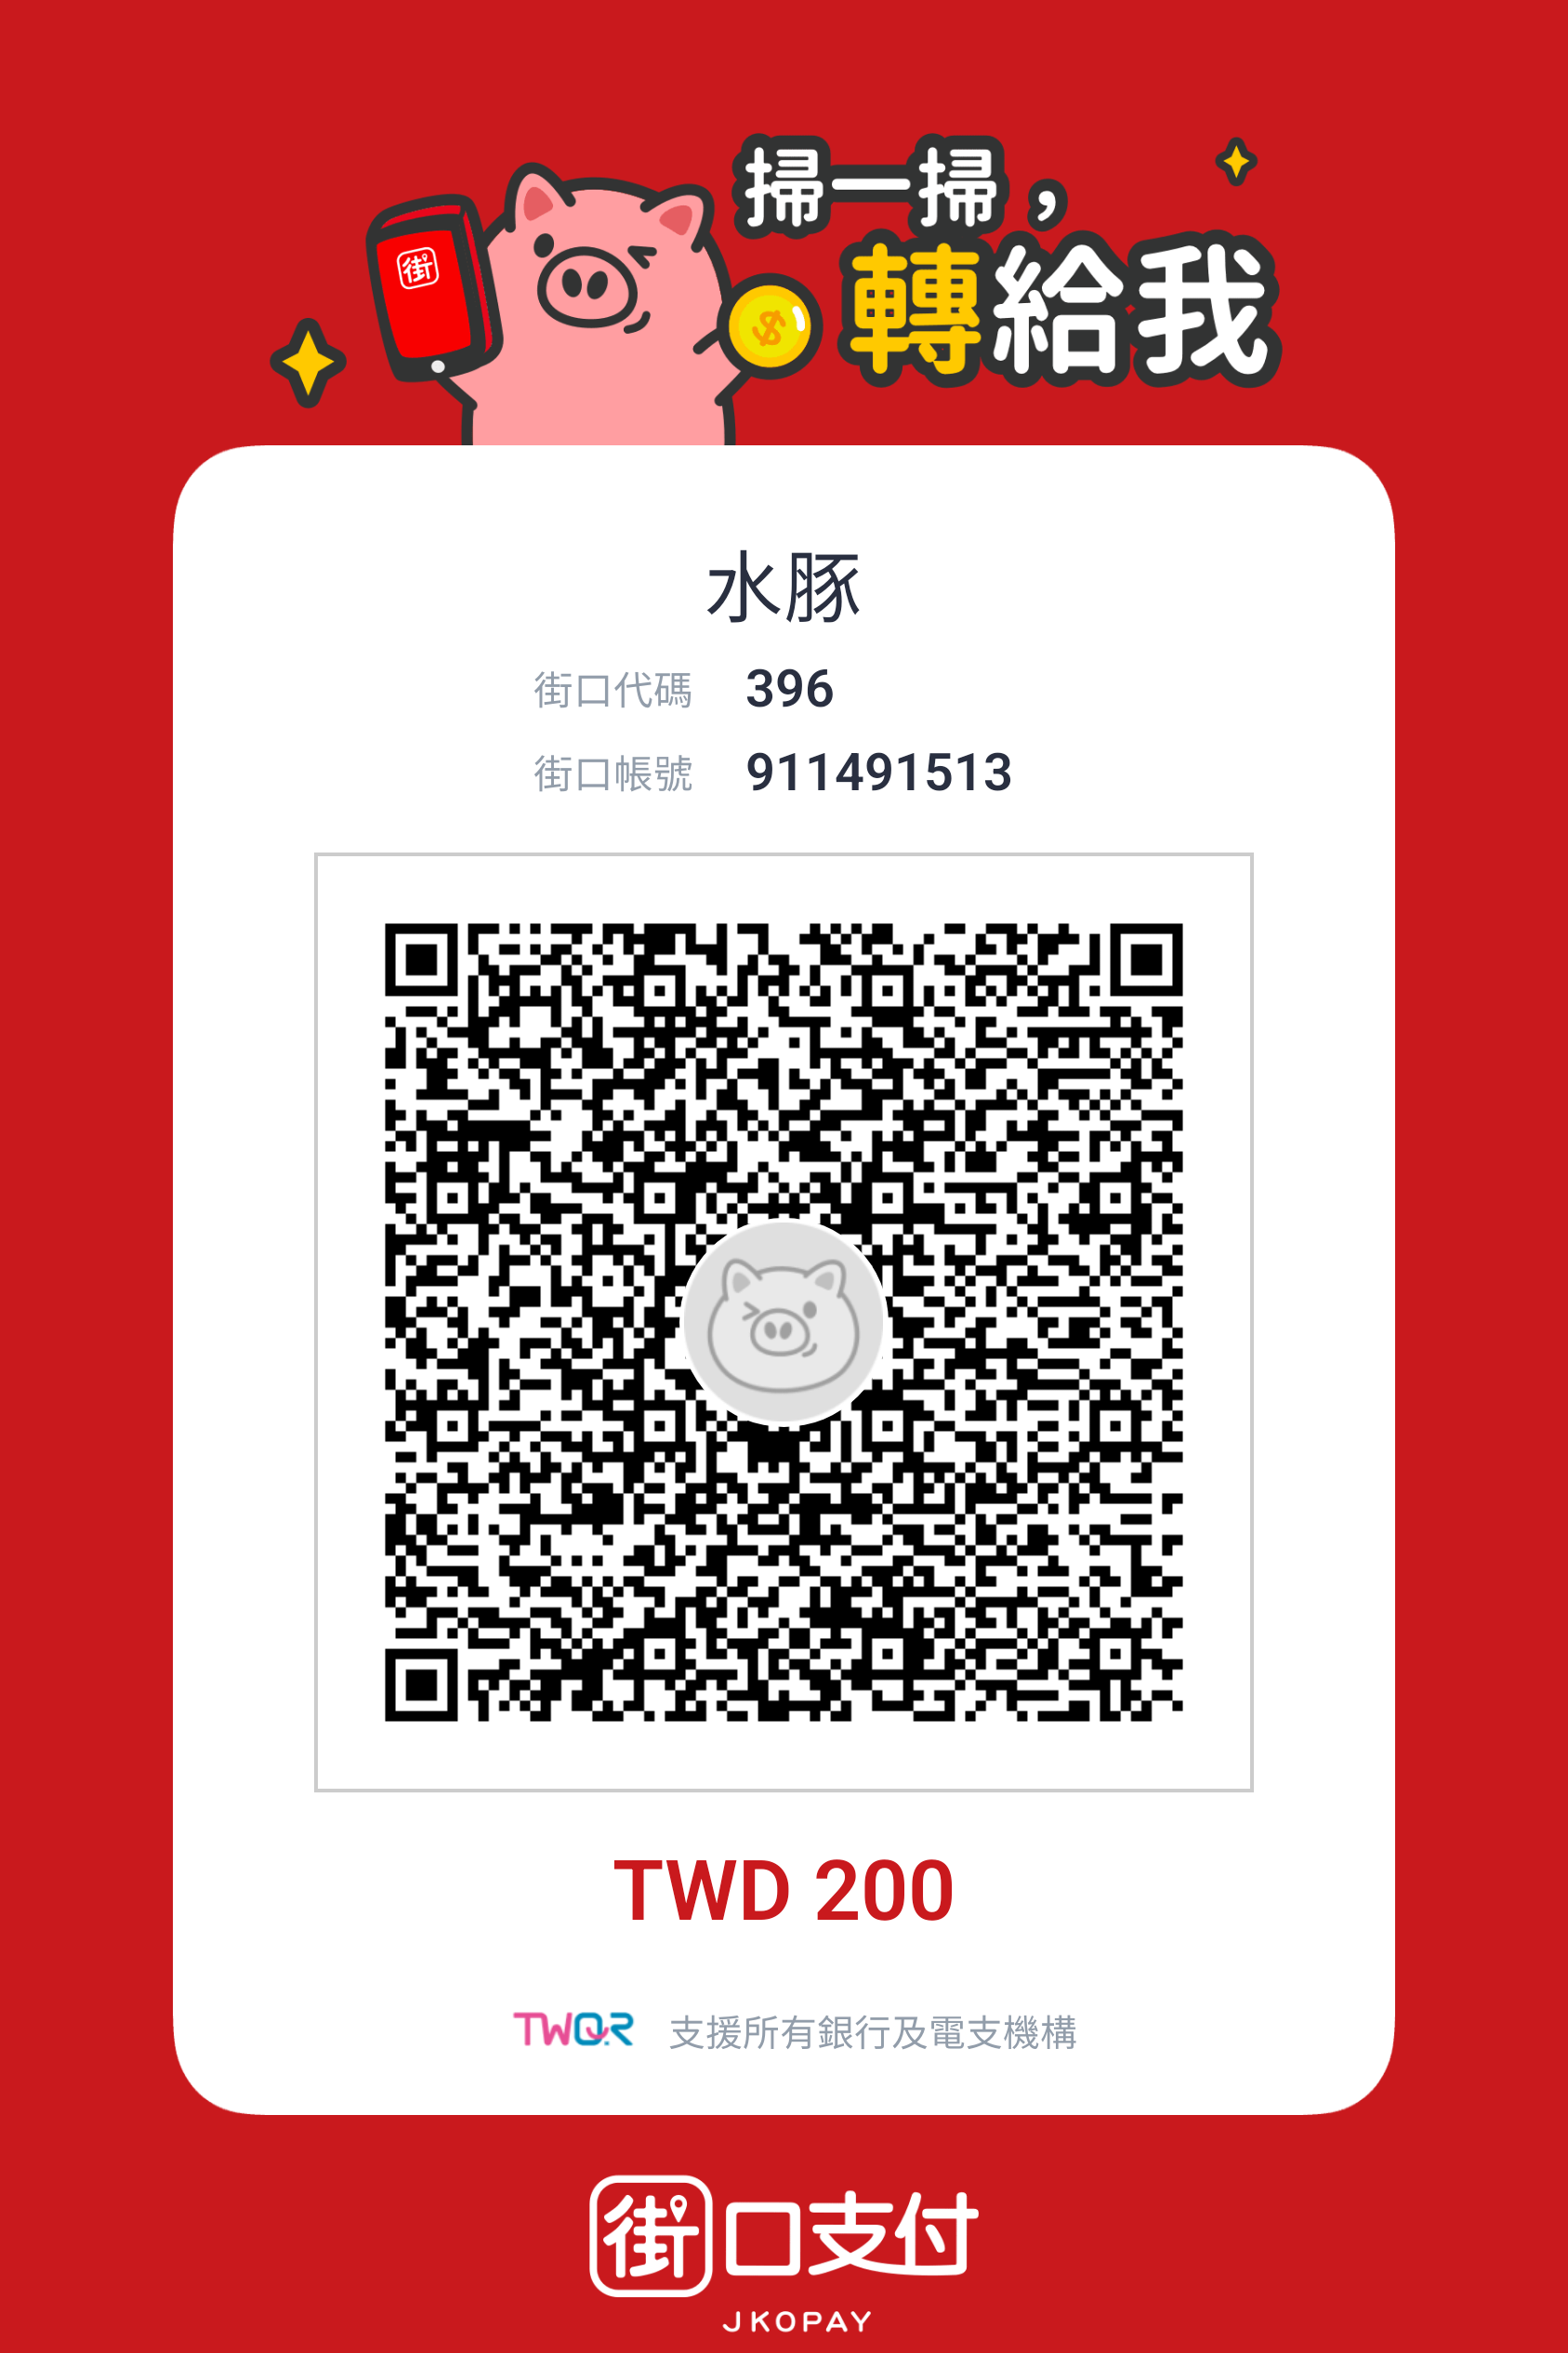 掃一掃，
轉給我
街
水豚
街口代碼 396
街口帳號 911491513
TWD 200
TWQR 支援所有銀行及電支機構
街口支付
JKOPAY